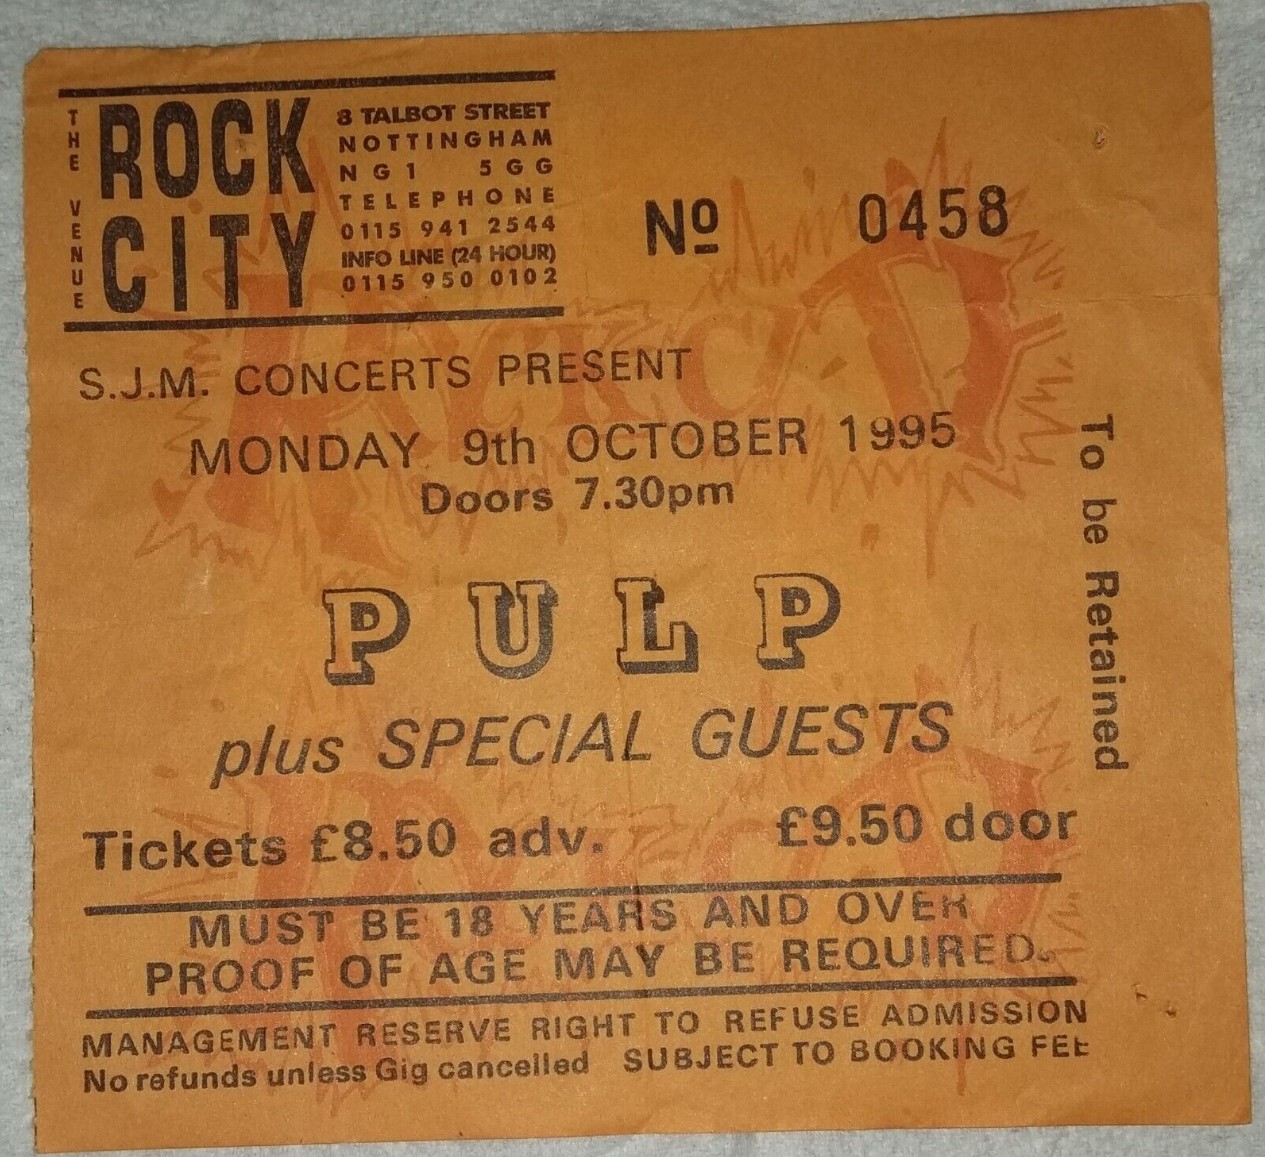 THE VENUE
ROCK CITY
8 TALBOT STREET
NOTTINGHAM
NG1 5GG
TELEPHONE
0115 941 2544
INFO LINE (24 HOUR)
0115 950 0102
Nº 0458
S.J.M. CONCERTS PRESENT
MONDAY 9th OCTOBER 1995
Doors 7.30pm
PULP
plus SPECIAL GUESTS
Tickets £8.50 adv. £9.50 door
To be Retained
MUST BE 18 YEARS AND OVER
PROOF OF AGE MAY BE REQUIRED.
MANAGEMENT RESERVE RIGHT TO REFUSE ADMISSION
No refunds unless Gig cancelled SUBJECT TO BOOKING FEE